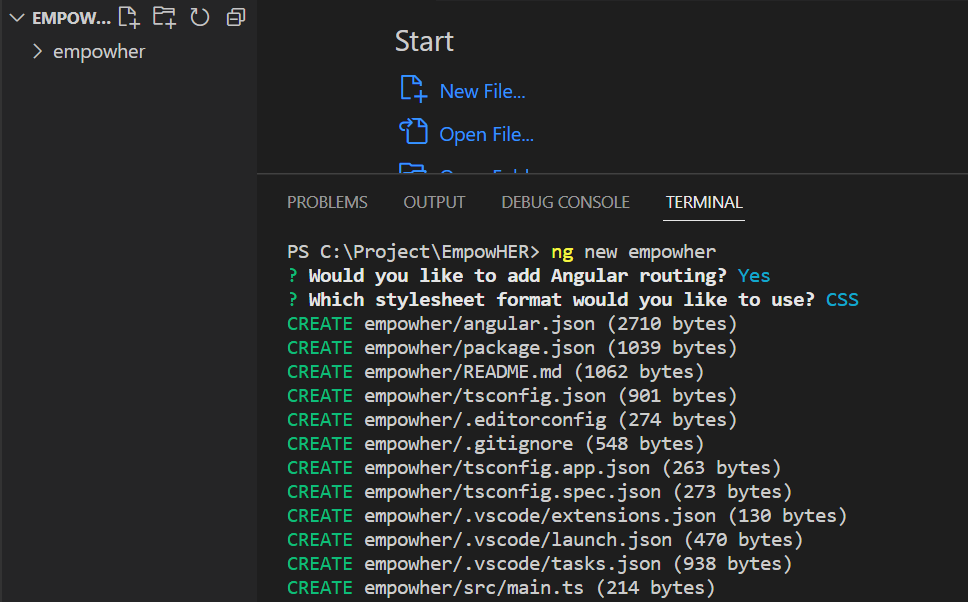 EMPOW...
empowher
Start
New File...
Open File...
PROBLEMS OUTPUT DEBUG CONSOLE TERMINAL
PS C:\Project\EmpowHER> ng new empowher
? Would you like to add Angular routing? Yes
? Which stylesheet format would you like to use? CSS
CREATE empowher/angular.json (2710 bytes)
CREATE empowher/package.json (1039 bytes)
CREATE empowher/README.md (1062 bytes)
CREATE empowher/tsconfig.json (901 bytes)
CREATE empowher/.editorconfig (274 bytes)
CREATE empowher/.gitignore (548 bytes)
CREATE empowher/tsconfig.app.json (263 bytes)
CREATE empowher/tsconfig.spec.json (273 bytes)
CREATE empowher/.vscode/extensions.json (130 bytes)
CREATE empowher/.vscode/launch.json (470 bytes)
CREATE empowher/.vscode/tasks.json (938 bytes)
CREATE empowher/src/main.ts (214 bytes)